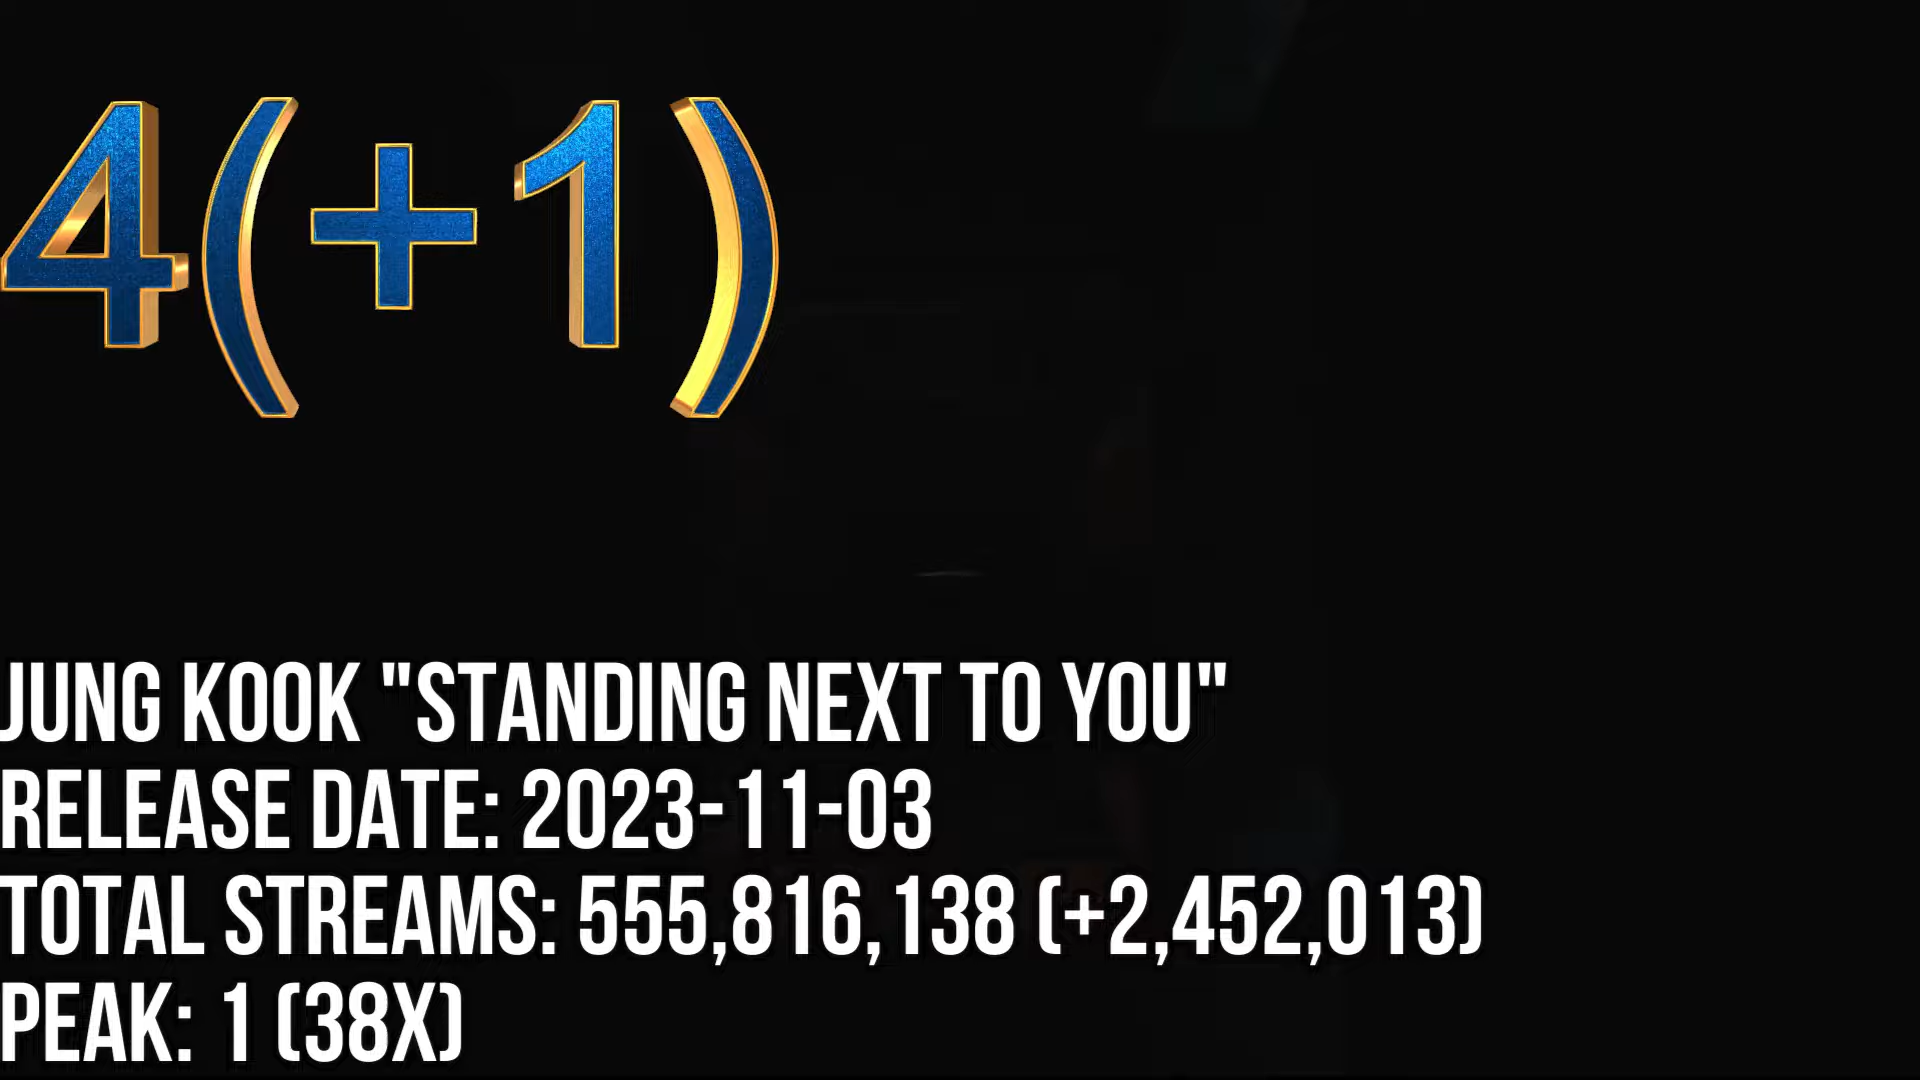 4(+1)
JUNG KOOK "STANDING NEXT TO YOU"
RELEASE DATE: 2023-11-03
TOTAL STREAMS: 555,816,138 (+2,452,013)
PEAK: 1 (38X)